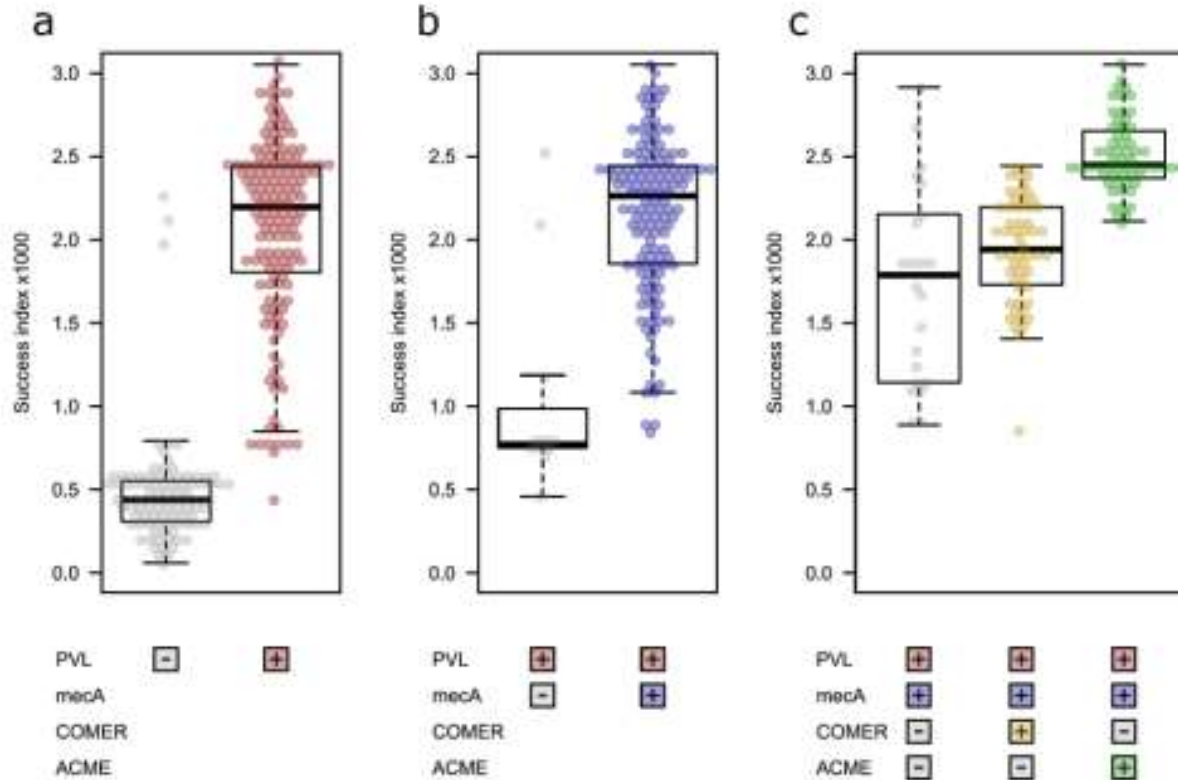 a
b
c
Success index x1000
3.0
2.5
2.0
1.5
1.0
0.5
0.0
Success index x1000
3.0
2.5
2.0
1.5
1.0
0.5
0.0
Success index x1000
3.0
2.5
2.0
1.5
1.0
0.5
0.0
PVL - +
mecA
COMER
ACME
PVL + +
mecA - +
COMER
ACME
PVL + + +
mecA + + +
COMER - + -
ACME - - +